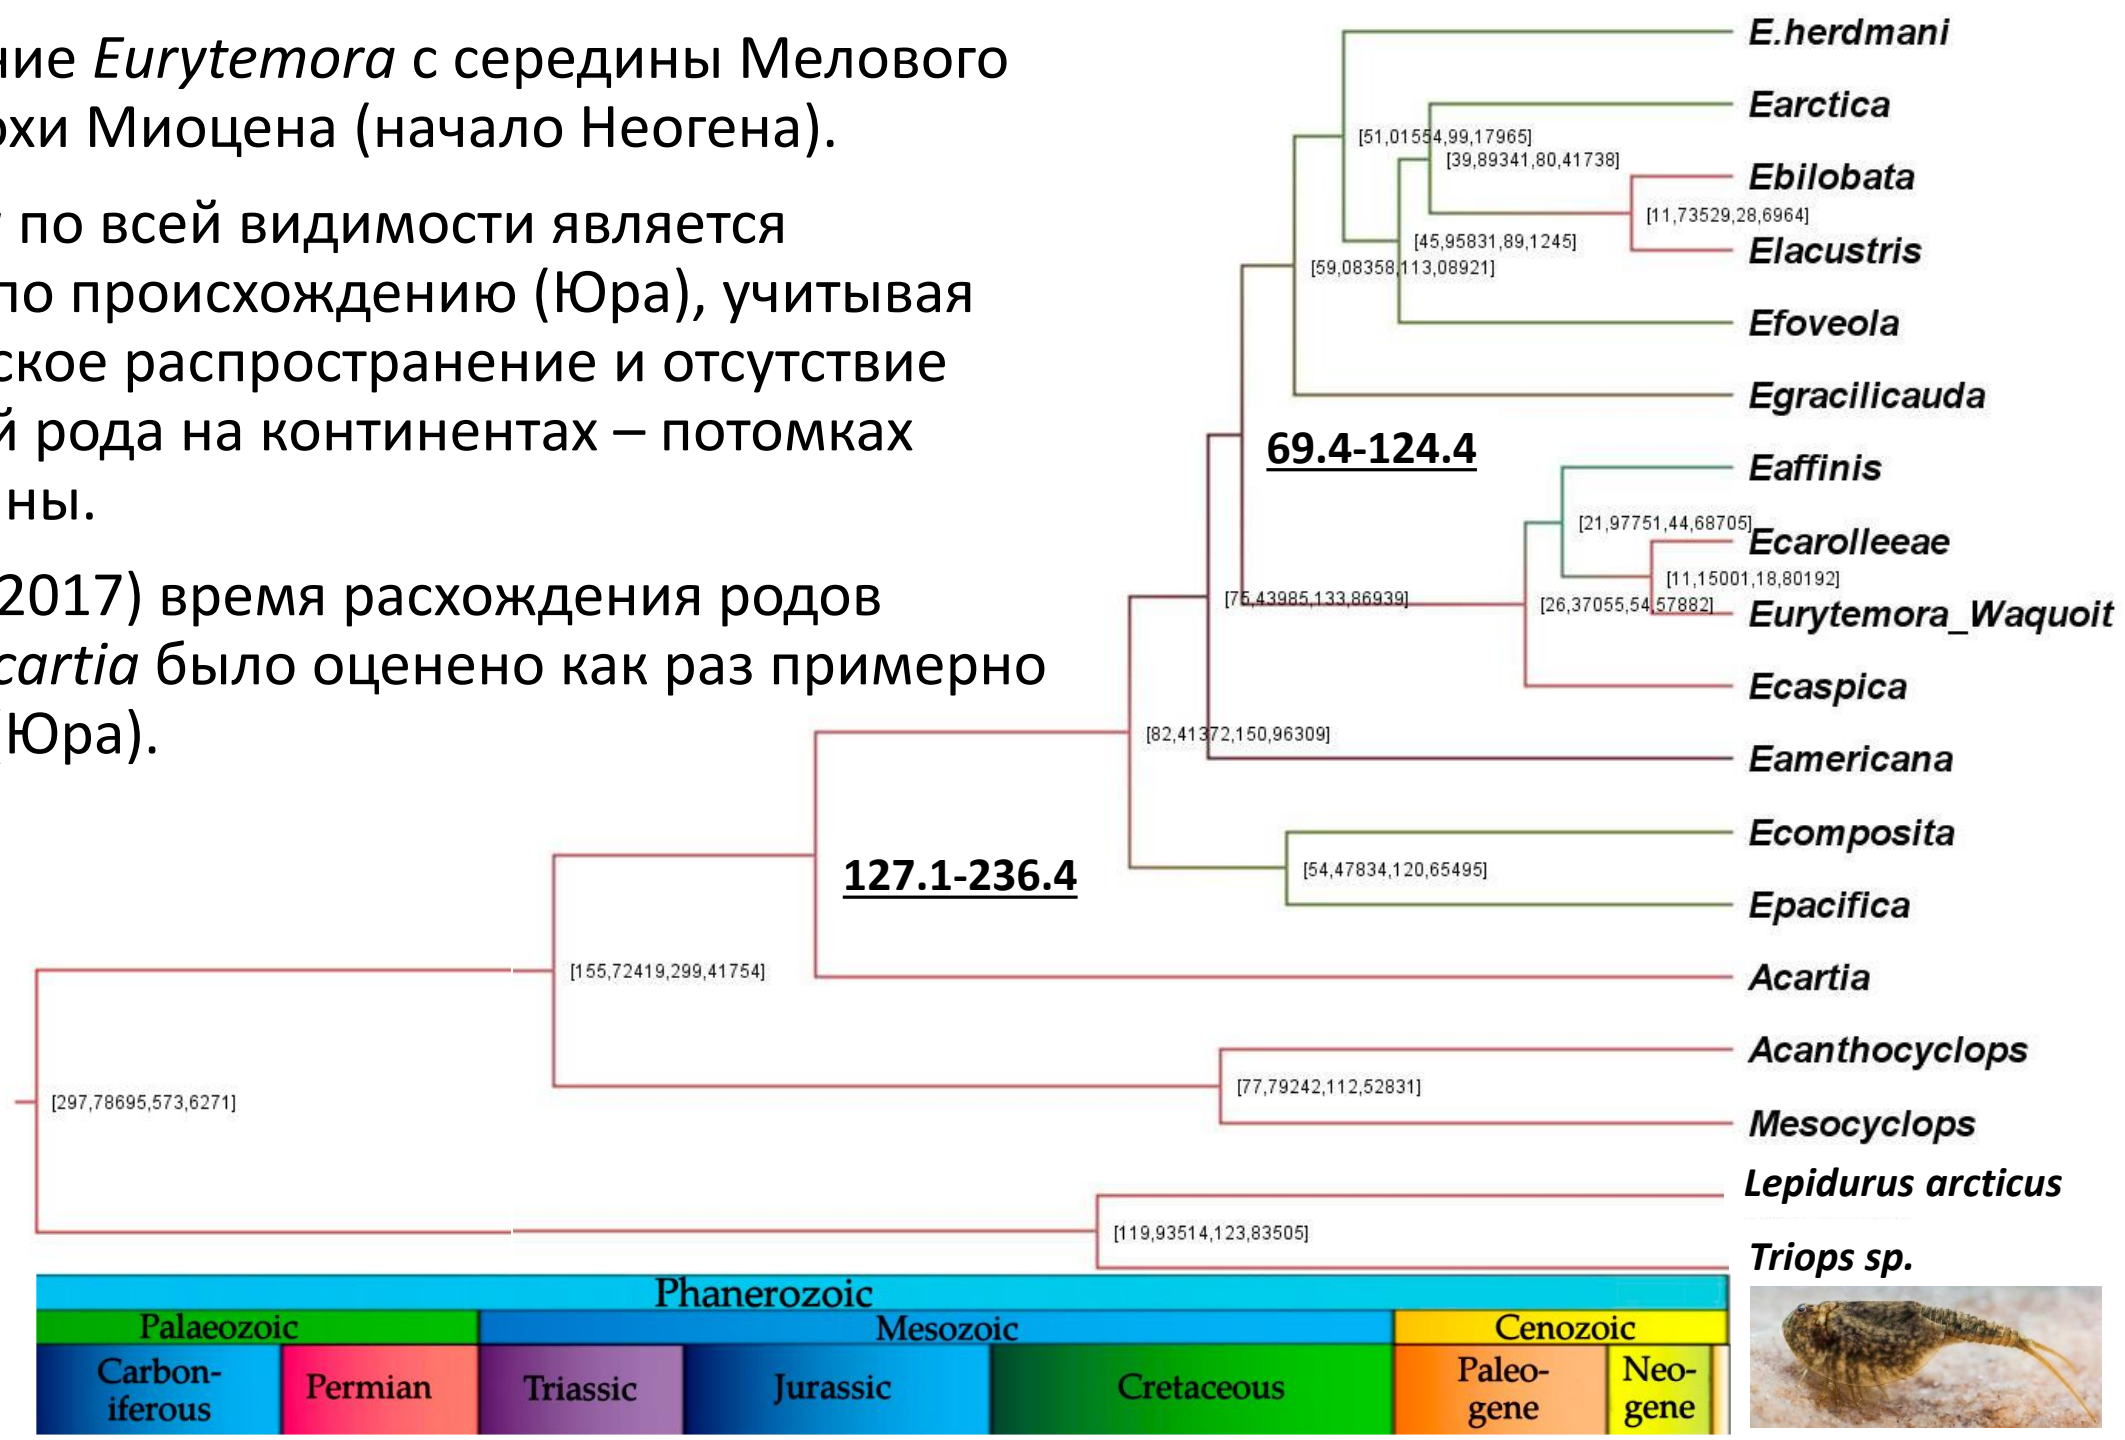 ние Eurytemora с середины Мелового
охи Миоцена (начало Неогена).
по всей видимости является
по происхождению (Юра), учитывая
ское распространение и отсутствие
й рода на континентах – потомках
ны.
2017) время расхождения родов
cartia было оценено как раз примерно
(Юра).
E.herdmani
Earctica
[51,01554,99,17965]
[39,89341,80,41738]
Ebilobata
[11,73529,28,6964]
[45,95831,89,1245]
Elacustris
[59,08358,113,08921]
Efoveola
Egracilicauda
69.4-124.4
Eaffinis
[21,97751,44,68705]
Ecarolleeae
[11,15001,18,80192]
[75,43985,133,86939]
[26,37055,54,57882]
Eurytemora_Waquoit
Ecaspica
[82,41372,150,96309]
Eamericana
Ecomposita
127.1-236.4
[54,47834,120,65495]
Epacifica
[155,72419,299,41754]
Acartia
Acanthocyclops
[77,79242,112,52831]
[297,78695,573,6271]
Mesocyclops
Lepidurus arcticus
[119,93514,123,83505]
Triops sp.
Phanerozoic
Palaeozoic
Mesozoic
Cenozoic
Carbon-
iferous
Permian
Triassic
Jurassic
Cretaceous
Paleo-
gene
Neo-
gene